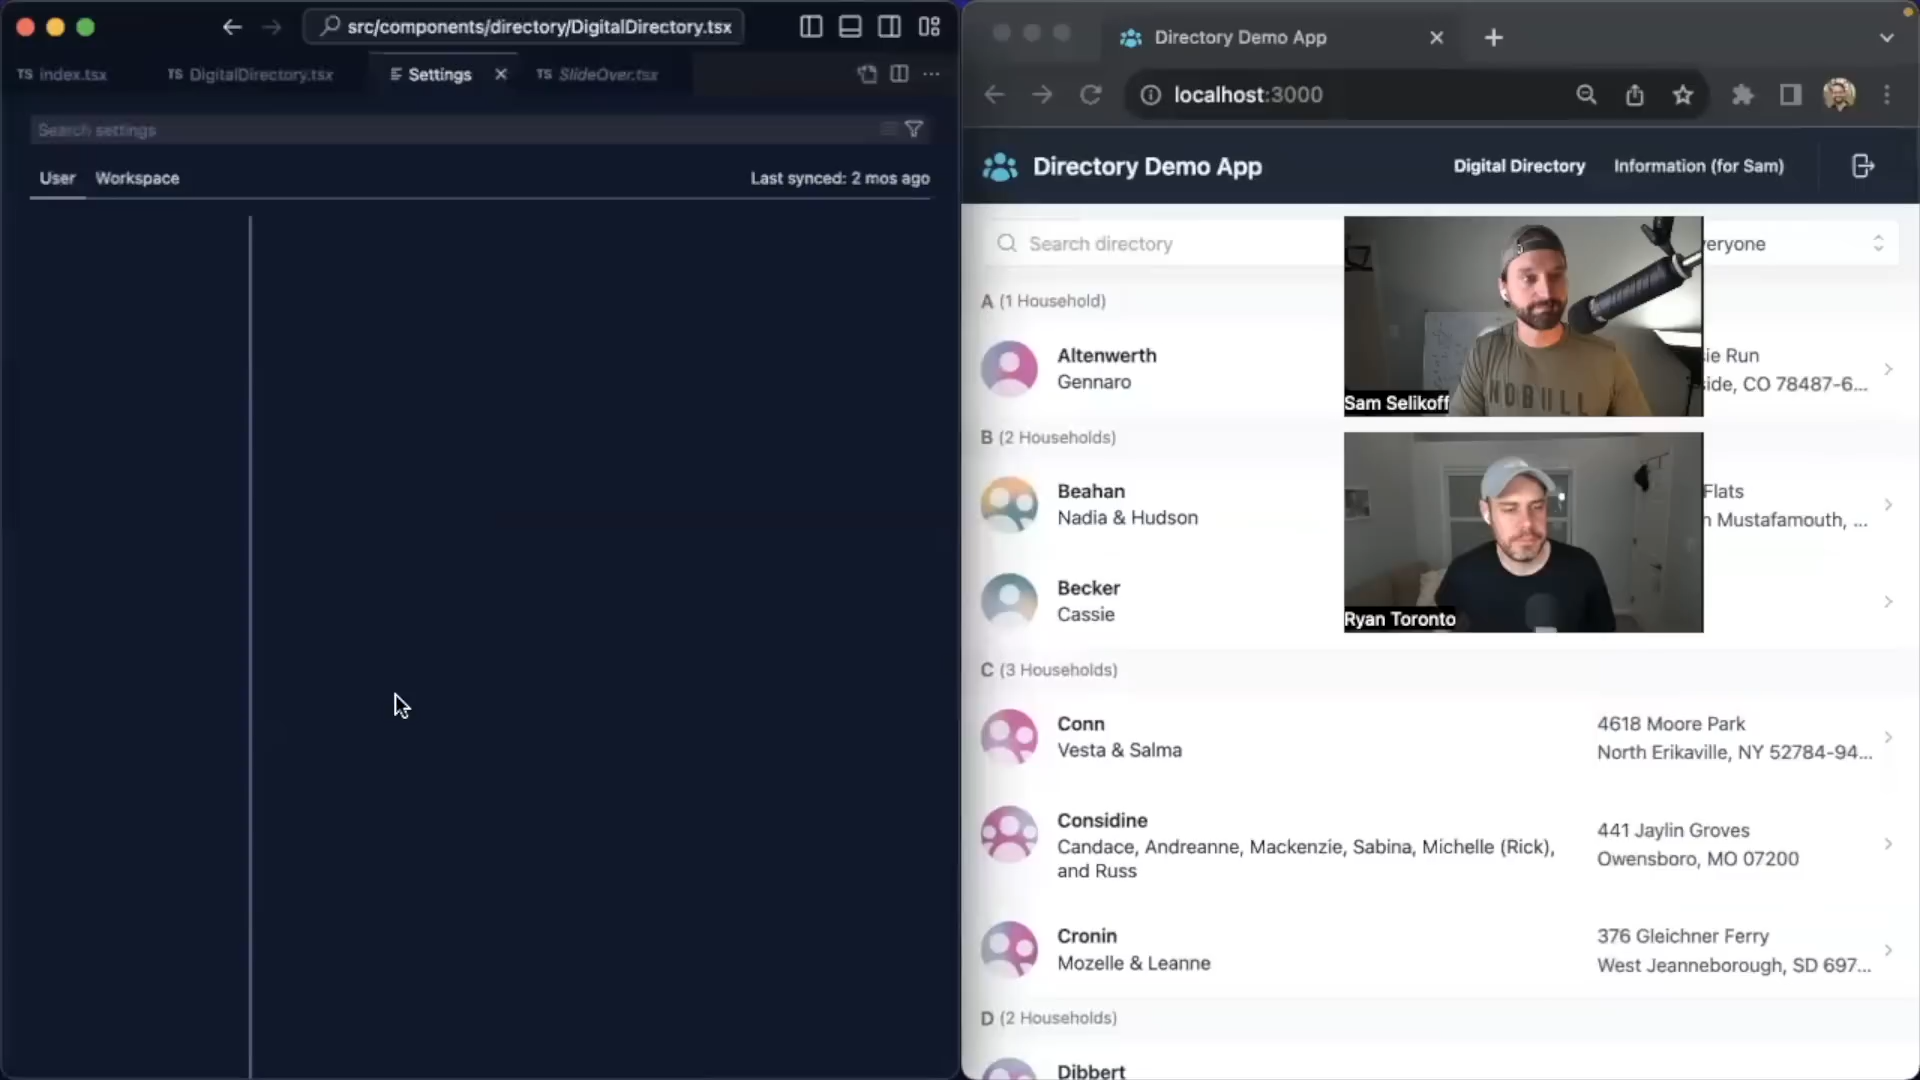 src/components/directory/DigitalDirectory.tsx
TS index.tsx
TS DigitalDirectory.tsx
Settings
TS SlideOver.tsx
Search settings
User
Workspace
Last synced: 2 mos ago
Directory Demo App
localhost:3000
Directory Demo App
Digital Directory
Information (for Sam)
Search directory
veryone
A (1 Household)
Altenwerth
Gennaro
sie Run
side, CO 78487-6...
NOBULL
Sam Selikoff
B (2 Households)
Beahan
Nadia & Hudson
Flats
n Mustafamouth, ...
Becker
Cassie
Ryan Toronto
C (3 Households)
Conn
Vesta & Salma
4618 Moore Park
North Erikaville, NY 52784-94...
Considine
Candace, Andreanne, Mackenzie, Sabina, Michelle (Rick),
and Russ
441 Jaylin Groves
Owensboro, MO 07200
Cronin
Mozelle & Leanne
376 Gleichner Ferry
West Jeanneborough, SD 697...
D (2 Households)
Dibbert